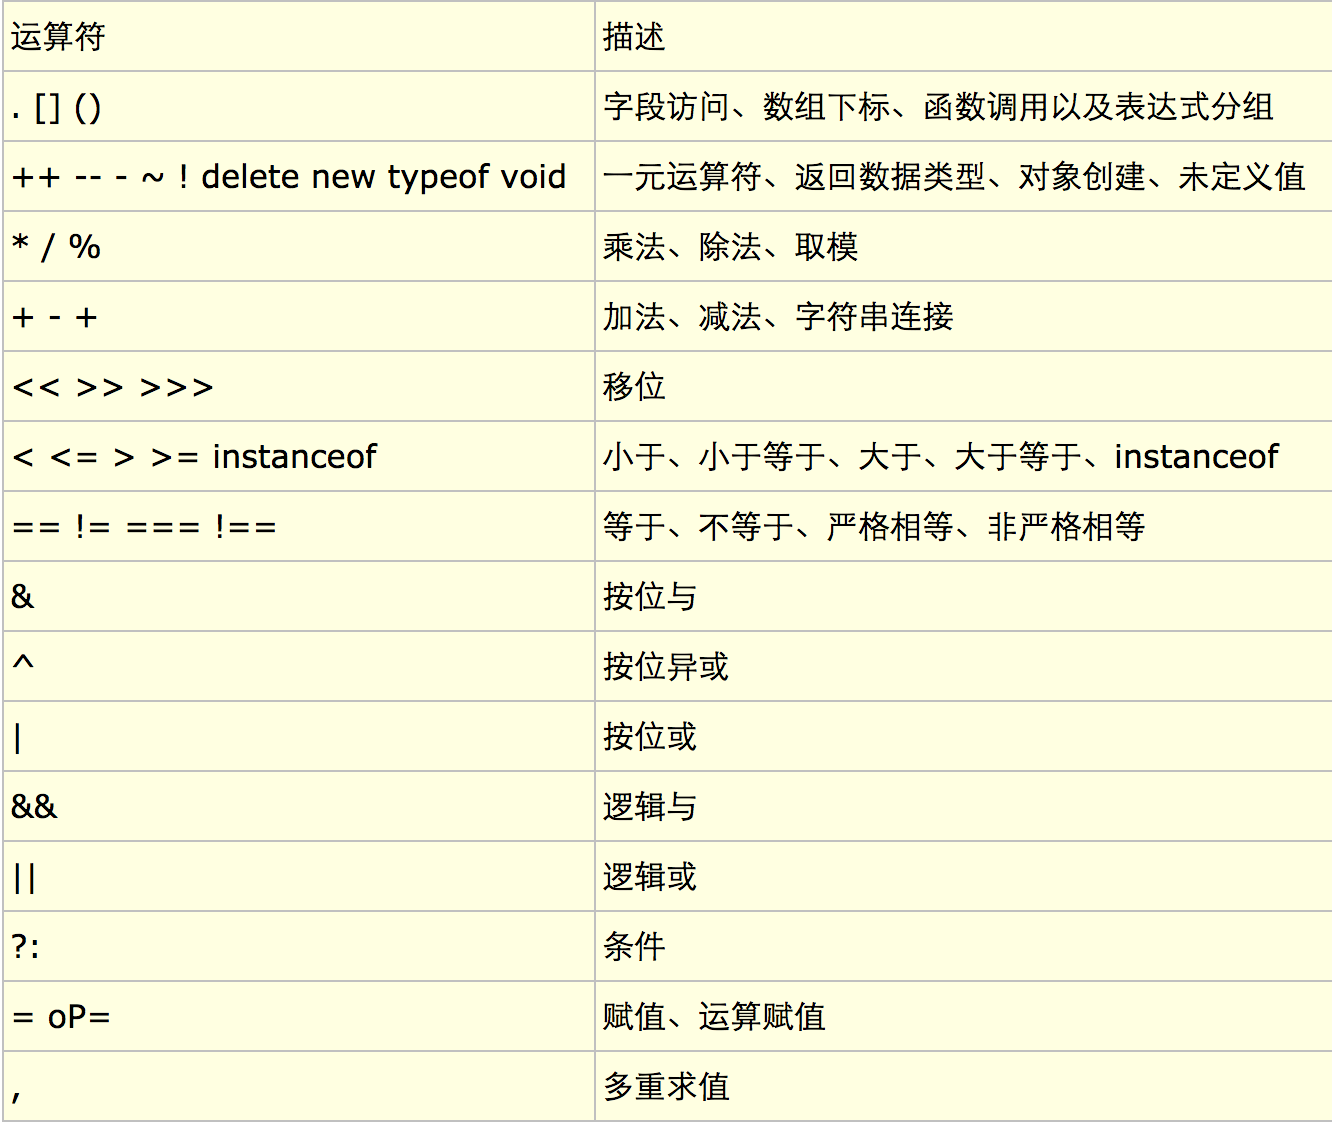 运算符 描述
. [] () 字段访问、数组下标、函数调用以及表达式分组
++ -- - ~ ! delete new typeof void 一元运算符、返回数据类型、对象创建、未定义值
* / % 乘法、除法、取模
+ - + 加法、减法、字符串连接
<< >> >>> 移位
< <= > >= instanceof 小于、小于等于、大于、大于等于、instanceof
== != === !== 等于、不等于、严格相等、非严格相等
& 按位与
^ 按位异或
| 按位或
&& 逻辑与
|| 逻辑或
?: 条件
= oP= 赋值、运算赋值
, 多重求值